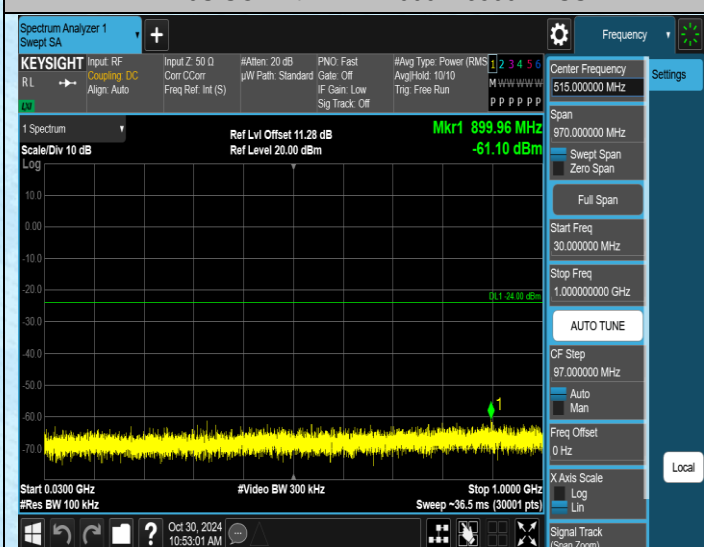 Spectrum Analyzer 1
Swept SA
+
Frequency
KEYSIGHT
RL
LXI
Input: RF
Coupling: DC
Align: Auto
Input Z: 50 Ω
Corr CCorr
Freq Ref: Int (S)
#Atten: 20 dB
µW Path: Standard
PNO: Fast
Gate: Off
IF Gain: Low
Sig Track: Off
#Avg Type: Power (RMS
Avg|Hold: 10/10
Trig: Free Run
1 2 3 4 5 6
M W W W W W
P P P P P P
1 Spectrum
Scale/Div 10 dB
Log
Ref Lvl Offset 11.28 dB
Ref Level 20.00 dBm
Mkr1 899.96 MHz
-61.10 dBm
10.0
0.00
-10.0
-20.0
-30.0
-40.0
-50.0
-60.0
-70.0
DL1 -24.00 dBm
1
Start 0.0300 GHz
#Res BW 100 kHz
#Video BW 300 kHz
Stop 1.0000 GHz
Sweep ~36.5 ms (30001 pts)
Center Frequency
515.000000 MHz
Span
970.000000 MHz
Swept Span
Zero Span
Full Span
Start Freq
30.000000 MHz
Stop Freq
1.000000000 GHz
AUTO TUNE
CF Step
97.000000 MHz
Auto
Man
Freq Offset
0 Hz
X Axis Scale
Log
Lin
Signal Track
(Span Zoom)
Settings
Local
?
Oct 30, 2024
10:53:01 AM